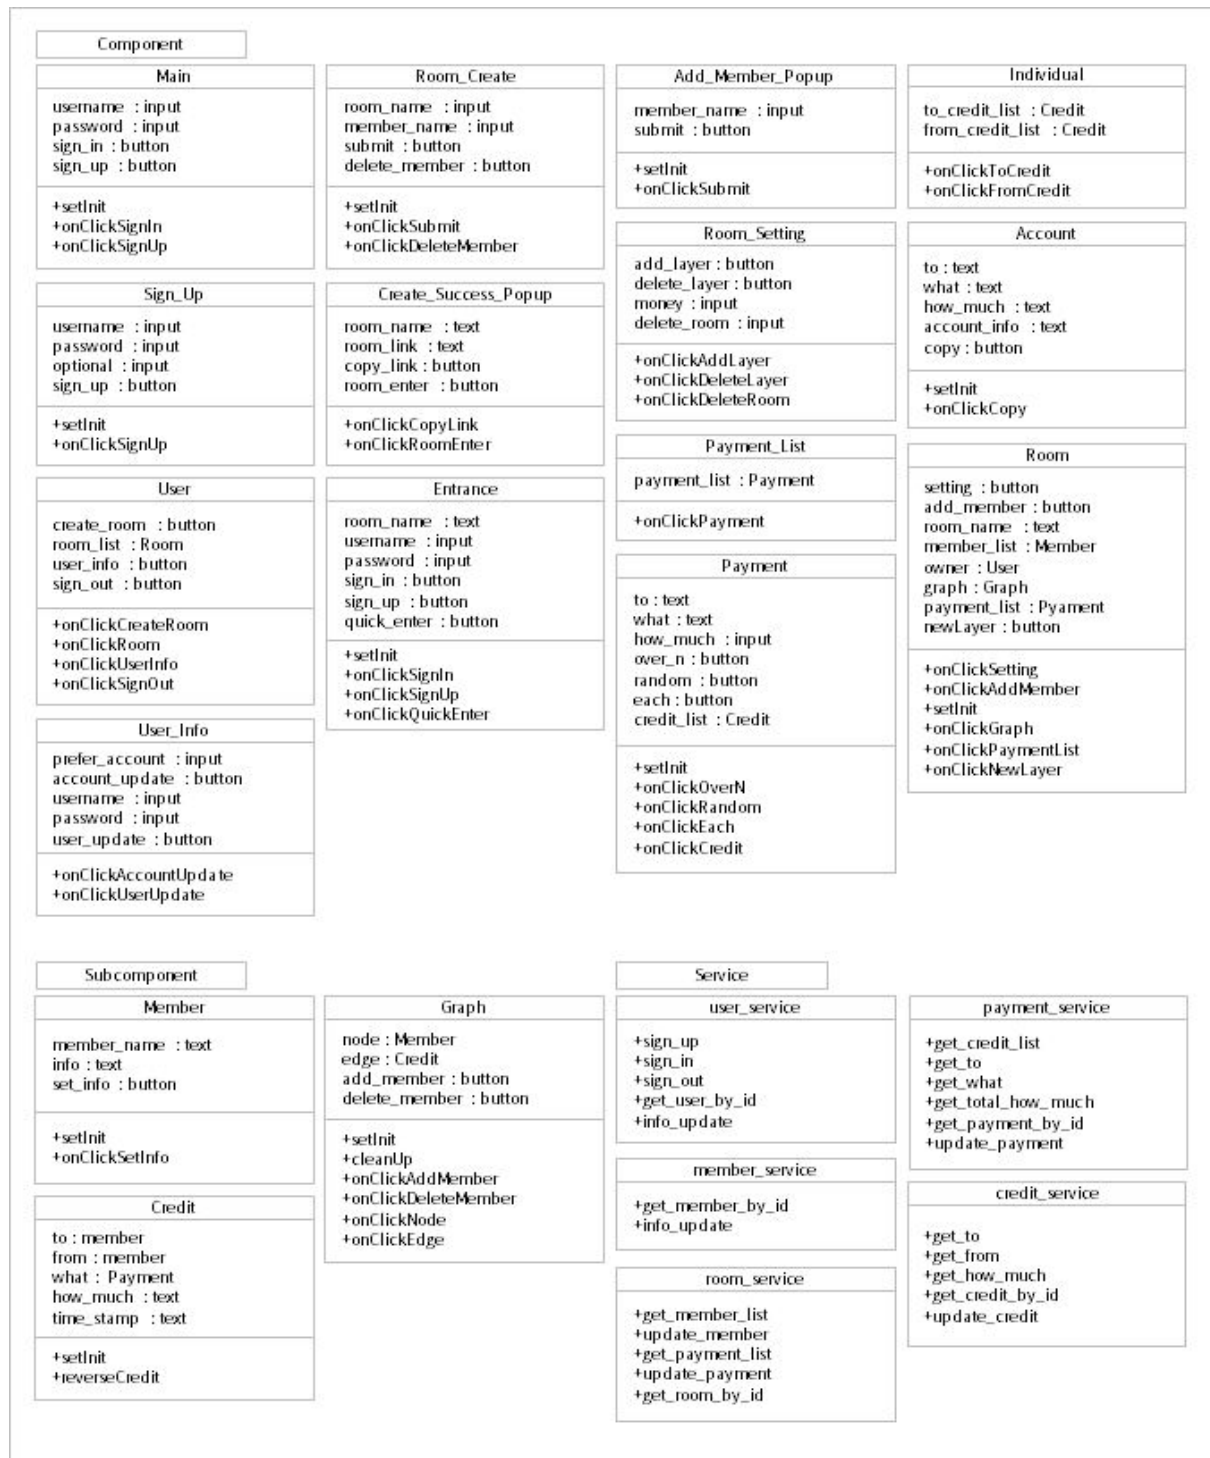 Component
Main
username : input
password : input
sign_in : button
sign_up : button
+setInit
+onClickSignIn
+onClickSignUp
Sign_Up
username : input
password : input
optional : input
sign_up : button
+setInit
+onClickSignUp
User
create_room : button
room_list : Room
user_info : button
sign_out : button
+onClickCreateRoom
+onClickRoom
+onClickUserInfo
+onClickSignOut
User_Info
prefer_account : input
account_update : button
username : input
password : input
user_update : button
+onClickAccountUpdate
+onClickUserUpdate
Room_Create
room_name : input
member_name : input
submit : button
delete_member : button
+setInit
+onClickSubmit
+onClickDeleteMember
Create_Success_Popup
room_name : text
room_link : text
copy_link : button
room_enter : button
+onClickCopyLink
+onClickRoomEnter
Entrance
room_name : text
username : input
password : input
sign_in : button
sign_up : button
quick_enter : button
+setInit
+onClickSignIn
+onClickSignUp
+onClickQuickEnter
Add_Member_Popup
member_name : input
submit : button
+setInit
+onClickSubmit
Room_Setting
add_layer : button
delete_layer : button
money : input
delete_room : input
+onClickAddLayer
+onClickDeleteLayer
+onClickDeleteRoom
Payment_List
payment_list : Payment
+onClickPayment
Payment
to : text
what : text
how_much : input
over_n : button
random : button
each : button
credit_list : Credit
+setInit
+onClickOverN
+onClickRandom
+onClickEach
+onClickCredit
Individual
to_credit_list : Credit
from_credit_list : Credit
+onClickToCredit
+onClickFromCredit
Account
to : text
what : text
how_much : text
account_info : text
copy : button
+setInit
+onClickCopy
Room
setting : button
add_member : button
room_name : text
member_list : Member
owner : User
graph : Graph
payment_list : Pyament
newLayer : button
+onClickSetting
+onClickAddMember
+setInit
+onClickGraph
+onClickPaymentList
+onClickNewLayer
Subcomponent
Member
member_name : text
info : text
set_info : button
+setInit
+onClickSetInfo
Credit
to : member
from : member
what : Payment
how_much : text
time_stamp : text
+setInit
+reverseCredit
Graph
node : Member
edge : Credit
add_member : button
delete_member : button
+setInit
+cleanUp
+onClickAddMember
+onClickDeleteMember
+onClickNode
+onClickEdge
Service
user_service
+sign_up
+sign_in
+sign_out
+get_user_by_id
+info_update
member_service
+get_member_by_id
+info_update
room_service
+get_member_list
+update_member
+get_payment_list
+update_payment
+get_room_by_id
payment_service
+get_credit_list
+get_to
+get_what
+get_total_how_much
+get_payment_by_id
+update_payment
credit_service
+get_to
+get_from
+get_how_much
+get_credit_by_id
+update_credit